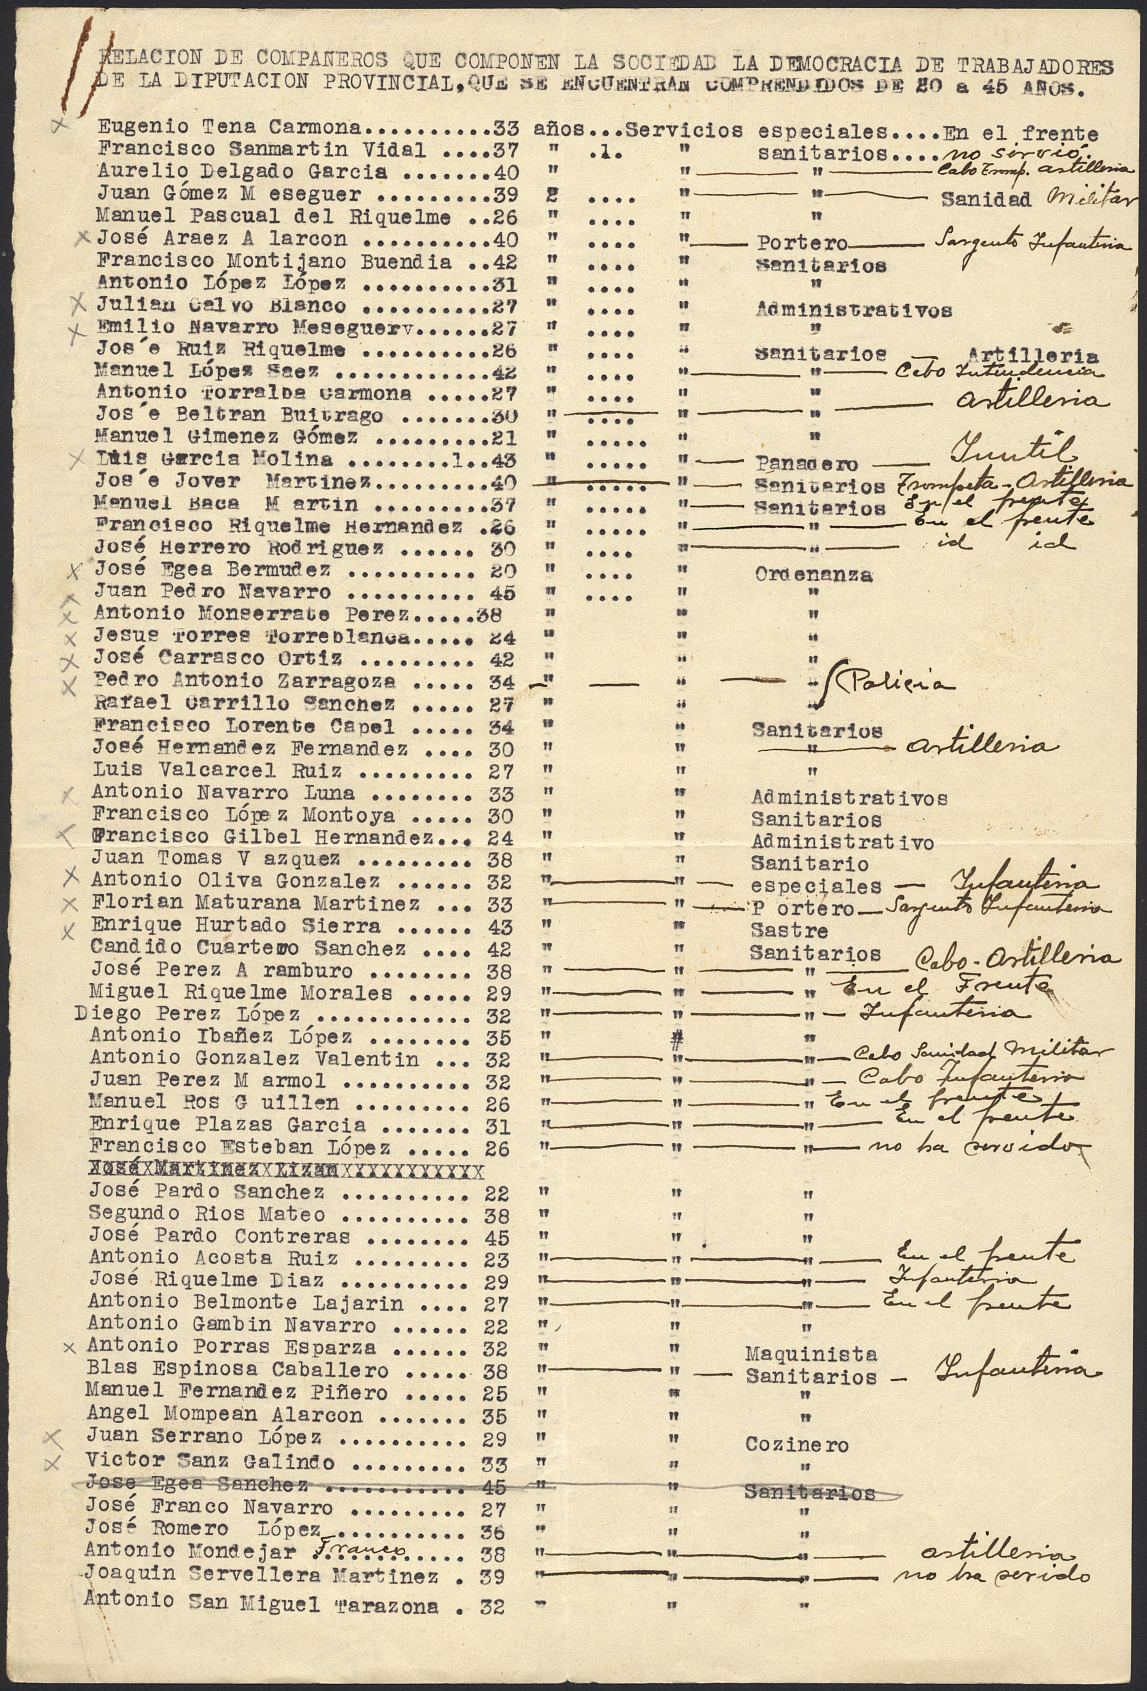 RELACION DE COMPAÑEROS QUE COMPONEN LA SOCIEDAD LA DEMOCRACIA DE TRABAJADORES
DE LA DIPUTACION PROVINCIAL, QUE SE ENCUENTRAN COMPRENDIDOS DE 20 a 45 AÑOS.
x Eugenio Tena Carmona..........33 años...Servicios especiales....En el frente
Francisco Sanmartin Vidal ....37 " .l. " sanitarios....no sirvió.
Aurelio Delgado Garcia .......40 " " " Cabo Tromp. artilleria
Juan Gómez M eseguer .........39 2 .... " " Sanidad Militar
Manuel Pascual del Riquelme ..26 " .... " "
x José Araez A larcon ..........40 " .... " Portero Sargento Infanteria
Francisco Montijano Buendia ..42 " .... " Sanitarios
Antonio López López ..........31 " .... " "
x Julian Calvo Blanco ..........27 " .... " Administrativos
x Emilio Navarro Meseguerv......27 " .... " "
Jos´e Ruiz Riquelme ..........26 " .... " Sanitarios — Artilleria
Manuel López Saez ............42 " .... " " Cabo Intendencia
Antonio Torralba Carmona .....27 " .... " "
Jos´e Beltran Buitrago .......30 " .... " " artilleria
Manuel Gimenez Gómez .........21 " ..... " "
x Luis Garcia Molina ........l..43 " ..... " Panadero — Inutil
Jos´e Jover Martinez.........40 " ..... " Sanitarios Trompeta - Artilleria
Manuel Baca M artin ..........37 " ..... " Sanitarios En el frente
Francisco Riquelme Hernandez .26 " ..... " " En el frente
José Herrero Rodriguez ...... 30 " .... " " id id
x José Egea Bermudez .......... 20 " .... " Ordenanza
x Juan Pedro Navarro .......... 45 " .... " "
x Antonio Monserrate Perez.....38 " " "
x Jesus Torres Torreblanca..... 24 " " "
x José Carrasco Ortiz ......... 42 " " "
x Pedro Antonio Zarragoza ..... 34 " " " Policia
Rafael Carrillo Sanchez ..... 27 " " "
Francisco Lorente Capel ..... 34 " " Sanitarios
José Hernandez Fernandez .... 30 " " " artilleria
Luis Valcarcel Ruiz ......... 27 " " "
x Antonio Navarro Luna ........ 33 " " Administrativos
Francisco López Montoya ..... 30 " " Sanitarios
x Francisco Gilbel Hernandez... 24 " " Administrativo
Juan Tomas V azquez ......... 38 " " Sanitario
x Antonio Oliva Gonzalez ...... 32 " " especiales — Infanteria
x Florian Maturana Martinez ... 33 " " P ortero — Sargento Infanteria
x Enrique Hurtado Sierra ...... 43 " " Sastre
Candido Cuartero Sanchez .... 42 " " Sanitarios
José Perez A ramburo ........ 38 " " " Cabo - Artilleria
Miguel Riquelme Morales ..... 29 " " " En el Frente
Diego Perez López ............ 32 " " " Infanteria
Antonio Ibañez López ........ 35 " # "
Antonio Gonzalez Valentin ... 32 " " " Cabo Sanidad Militar
Juan Perez M armol .......... 32 " " " Cabo Infanteria
Manuel Ros G uillen ......... 26 " " " En el frente
Enrique Plazas Garcia ....... 31 " " " En el frente
Francisco Esteban López ..... 26 " " " no ha servido
José Martinez Lizan XXXXXXXXXXX
José Pardo Sanchez .......... 22 " " "
Segundo Rios Mateo .......... 38 " " "
José Pardo Contreras ........ 45 " " "
Antonio Acosta Ruiz ......... 23 " " " En el frente
José Riquelme Diaz .......... 29 " " " Infanteria
Antonio Belmonte Lajarin .... 27 " " " En el frente
Antonio Gambin Navarro ...... 22 " " "
x Antonio Porras Esparza ...... 32 " " Maquinista
Blas Espinosa Caballero ..... 38 " " Sanitarios — Infanteria
Manuel Fernandez Piñero ..... 25 " " "
Angel Mompean Alarcon ....... 35 " " "
x Juan Serrano López .......... 29 " " Cozinero
x Victor Sanz Galindo ......... 33 " " "
Jose Egea Sanchez ........... 45 " " Sanitarios
José Franco Navarro ......... 27 " " "
José Romero López .......... 36 " " "
Antonio Mondejar Franco ............ 38 " " " artilleria
Joaquin Servellera Martinez . 39 " " " no ha serido
Antonio San Miguel Tarazona . 32 " " "